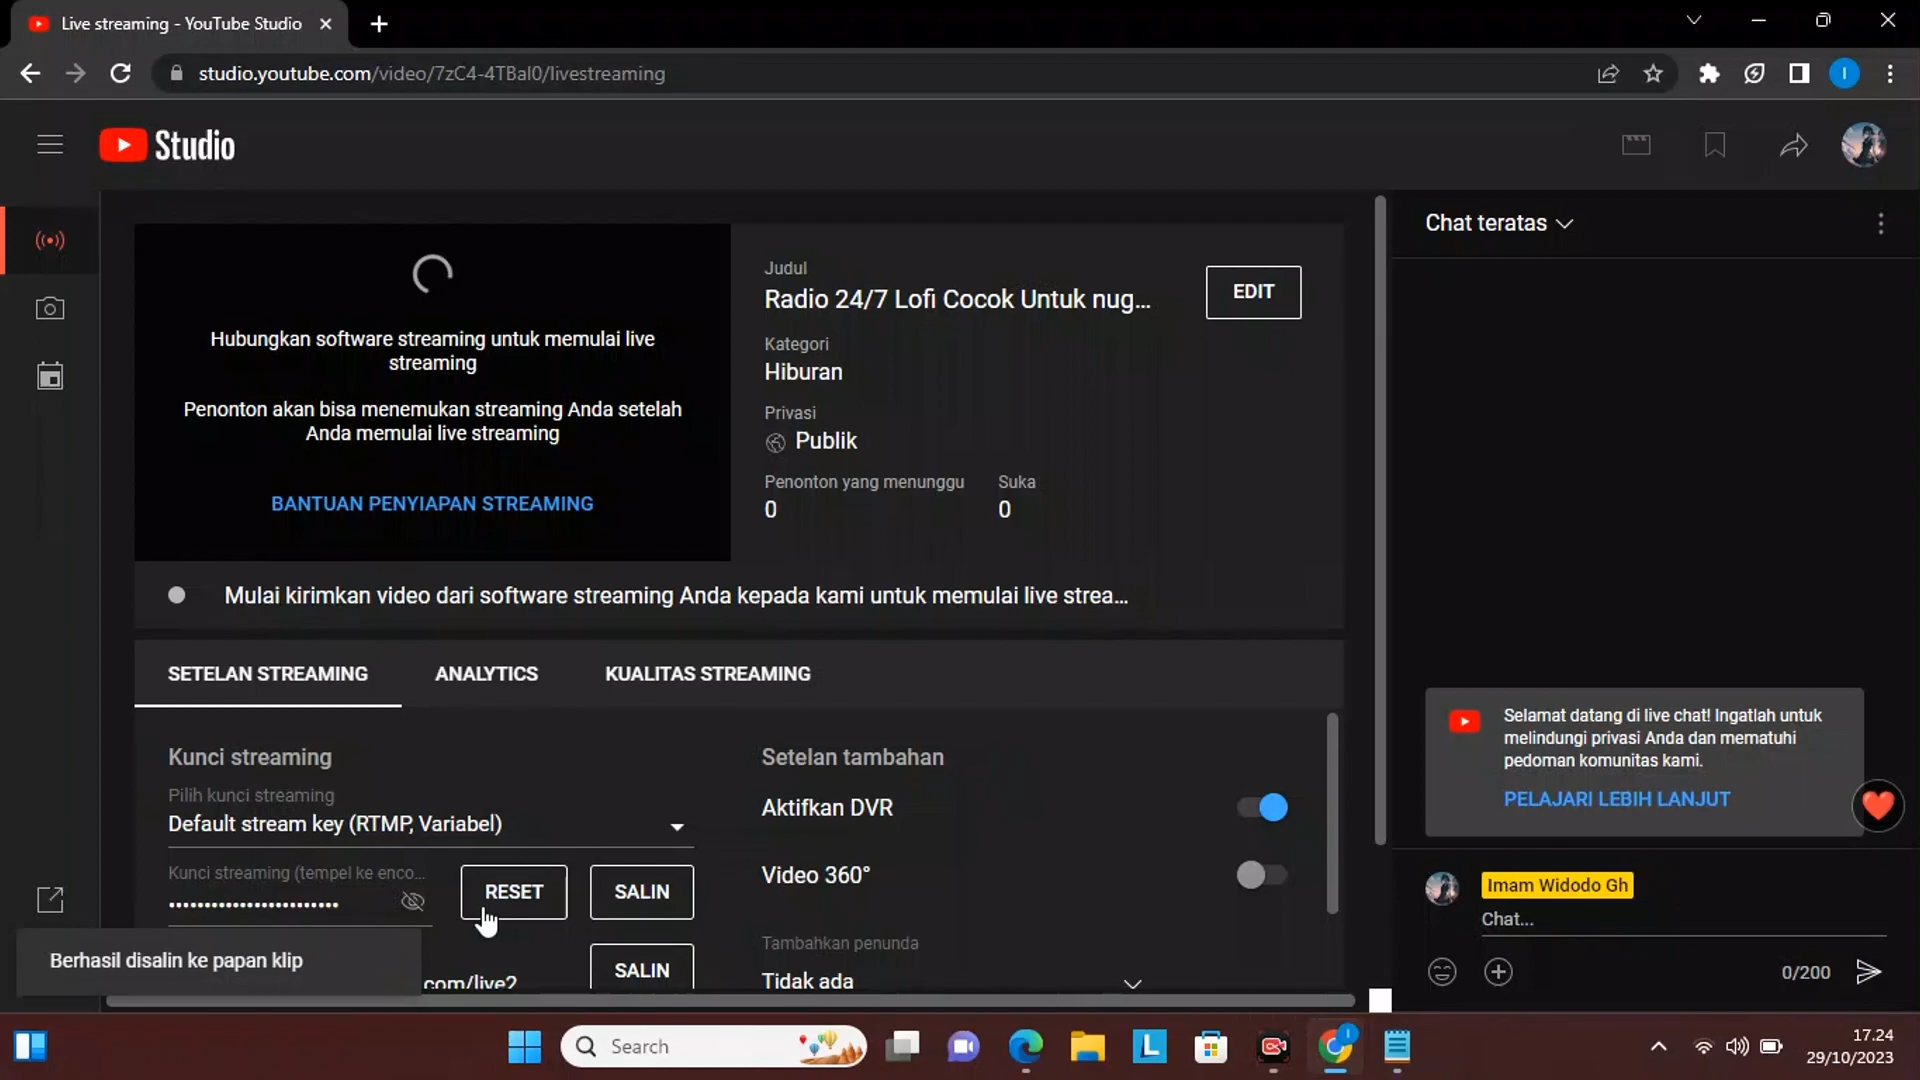 Live streaming - YouTube Studio
studio.youtube.com/video/7zC4-4TBal0/livestreaming
I
Studio
Chat teratas
Hubungkan software streaming untuk memulai live
streaming
Penonton akan bisa menemukan streaming Anda setelah
Anda memulai live streaming
BANTUAN PENYIAPAN STREAMING
Judul
Radio 24/7 Lofi Cocok Untuk nug...
EDIT
Kategori
Hiburan
Privasi
Publik
Penonton yang menunggu
Suka
0
0
Mulai kirimkan video dari software streaming Anda kepada kami untuk memulai live strea...
SETELAN STREAMING
ANALYTICS
KUALITAS STREAMING
Kunci streaming
Pilih kunci streaming
Default stream key (RTMP, Variabel)
Kunci streaming (tempel ke enco...
••••••••••••••••••••••••
RESET
SALIN
com/live2
SALIN
Setelan tambahan
Aktifkan DVR
Video 360°
Tambahkan penunda
Tidak ada
Berhasil disalin ke papan klip
Selamat datang di live chat! Ingatlah untuk
melindungi privasi Anda dan mematuhi
pedoman komunitas kami.
PELAJARI LEBIH LANJUT
Imam Widodo Gh
Chat...
0/200
Search
L
I
17.24
29/10/2023